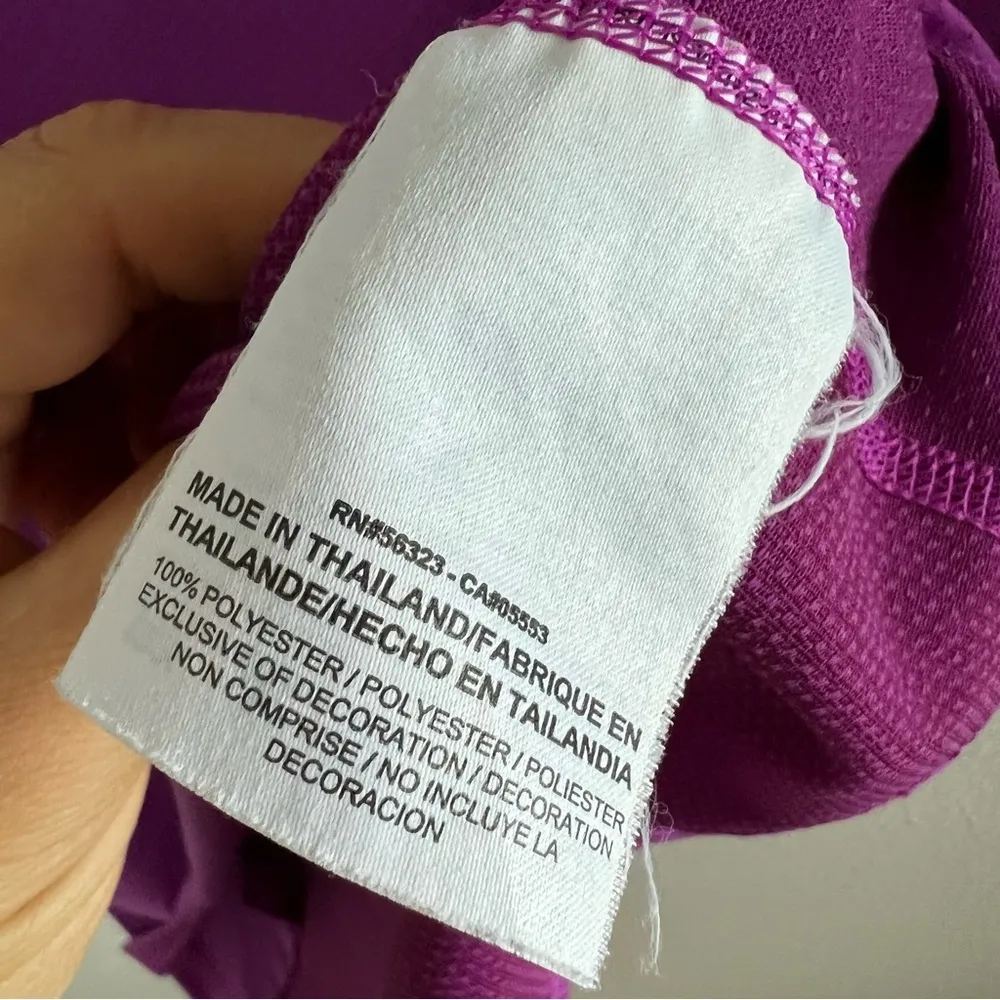 RN#56323 - CA#05553
MADE IN THAILAND/FABRIQUE EN
THAILANDE/HECHO EN TAILANDIA
100% POLYESTER / POLYESTER / POLIESTER
EXCLUSIVE OF DECORATION / DECORATION
NON COMPRISE / NO INCLUYE LA
DECORACION